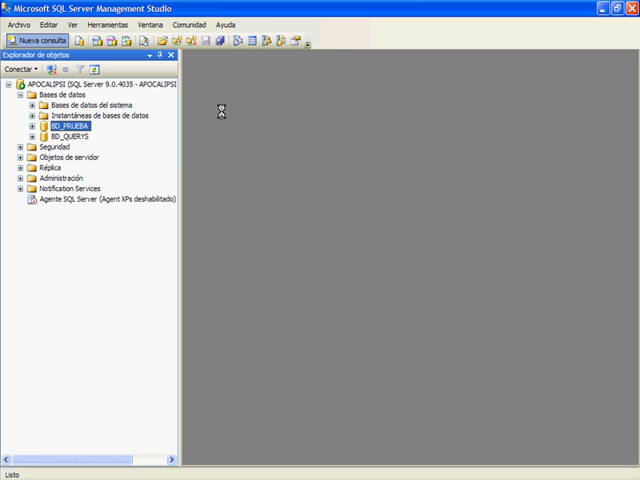 Microsoft SQL Server Management Studio
Archivo Editar Ver Herramientas Ventana Comunidad Ayuda
Nueva consulta
Explorador de objetos
Conectar
APOCALIPSI (SQL Server 9.0.4035 - APOCALIPSI
Bases de datos
Bases de datos del sistema
Instantáneas de bases de datos
BD_PRUEBA
BD_QUERYS
Seguridad
Objetos de servidor
Réplica
Administración
Notification Services
Agente SQL Server (Agent XPs deshabilitado)
Listo